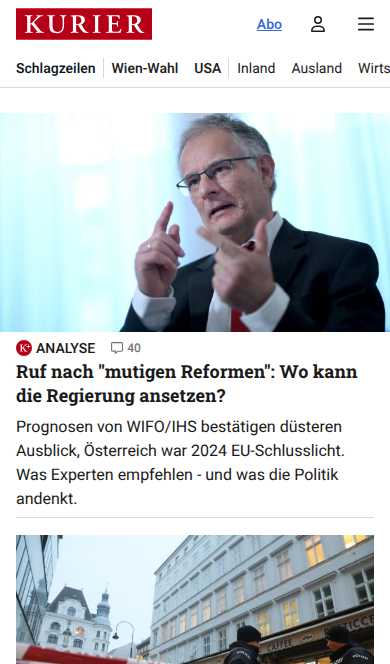 KURIER
Abo
Schlagzeilen Wien-Wahl USA Inland Ausland Wirts
K+ ANALYSE 40
Ruf nach "mutigen Reformen": Wo kann
die Regierung ansetzen?
Prognosen von WIFO/IHS bestätigen düsteren
Ausblick, Österreich war 2024 EU-Schlusslicht.
Was Experten empfehlen - und was die Politik
andenkt.